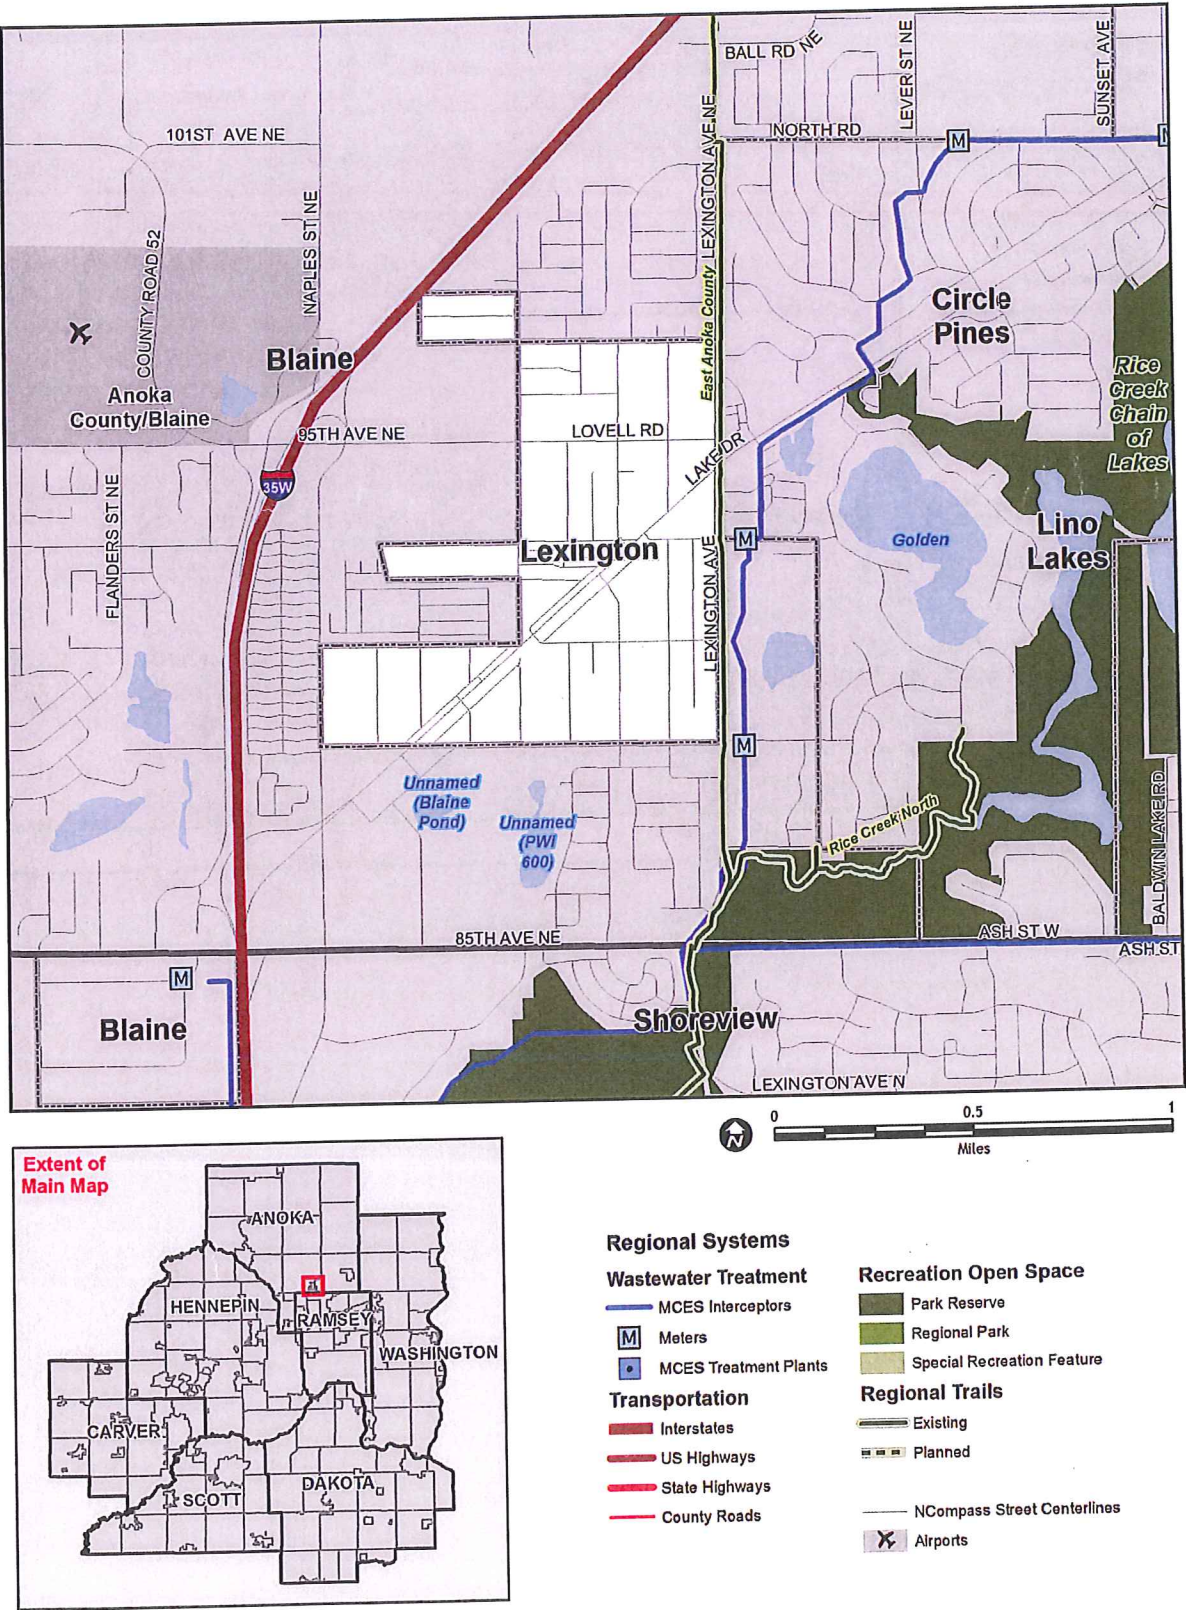 BALL RD NE
LEVER ST NE
SUNSET AVE
101ST AVE NE
NORTH RD
M
LEXINGTON AVE NE
East Anoka County
NAPLES ST NE
COUNTY ROAD 52
Circle
Pines
Blaine
Anoka
County/Blaine
Rice
Creek
Chain
of
Lakes
95TH AVE NE
LOVELL RD
LAKE DR
35W
FLANDERS ST NE
Lexington
M
Golden
Lino
Lakes
LEXINGTON AVE
M
Unnamed
(Blaine
Pond)
Unnamed
(PWI
600)
Rice Creek North
BALDWIN LAKE RD
85TH AVE NE
ASH ST W
ASH ST
M
Blaine
Shoreview
LEXINGTON AVE N
N
0
0.5
1
Miles
Extent of
Main Map
ANOKA
HENNEPIN
RAMSEY
WASHINGTON
CARVER
SCOTT
DAKOTA
Regional Systems
Wastewater Treatment
MCES Interceptors
M
Meters
MCES Treatment Plants
Transportation
Interstates
US Highways
State Highways
County Roads
Recreation Open Space
Park Reserve
Regional Park
Special Recreation Feature
Regional Trails
Existing
Planned
NCompass Street Centerlines
Airports